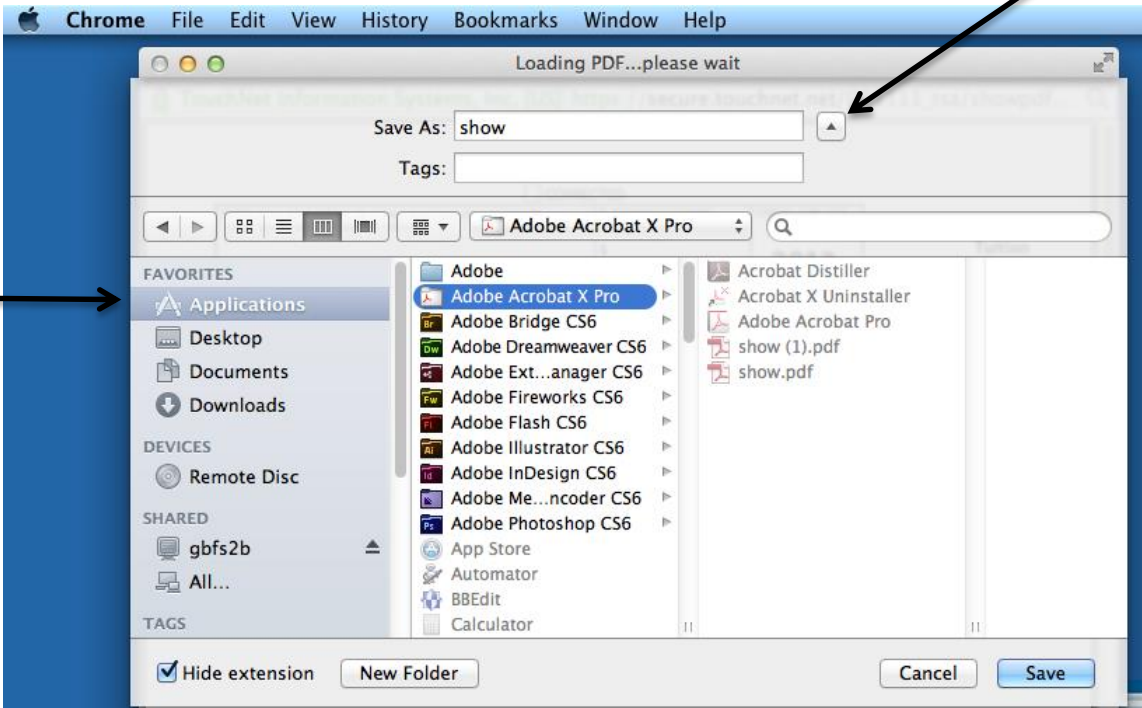 Chrome File Edit View History Bookmarks Window Help
Loading PDF...please wait
Save As: show
Tags:
Adobe Acrobat X Pro
FAVORITES
Applications
Desktop
Documents
Downloads
DEVICES
Remote Disc
SHARED
gbfs2b
All...
TAGS
Adobe
Adobe Acrobat X Pro
Adobe Bridge CS6
Adobe Dreamweaver CS6
Adobe Ext...anager CS6
Adobe Fireworks CS6
Adobe Flash CS6
Adobe Illustrator CS6
Adobe InDesign CS6
Adobe Me...ncoder CS6
Adobe Photoshop CS6
App Store
Automator
BBEdit
Calculator
Acrobat Distiller
Acrobat X Uninstaller
Adobe Acrobat Pro
show (1).pdf
show.pdf
Hide extension New Folder Cancel Save